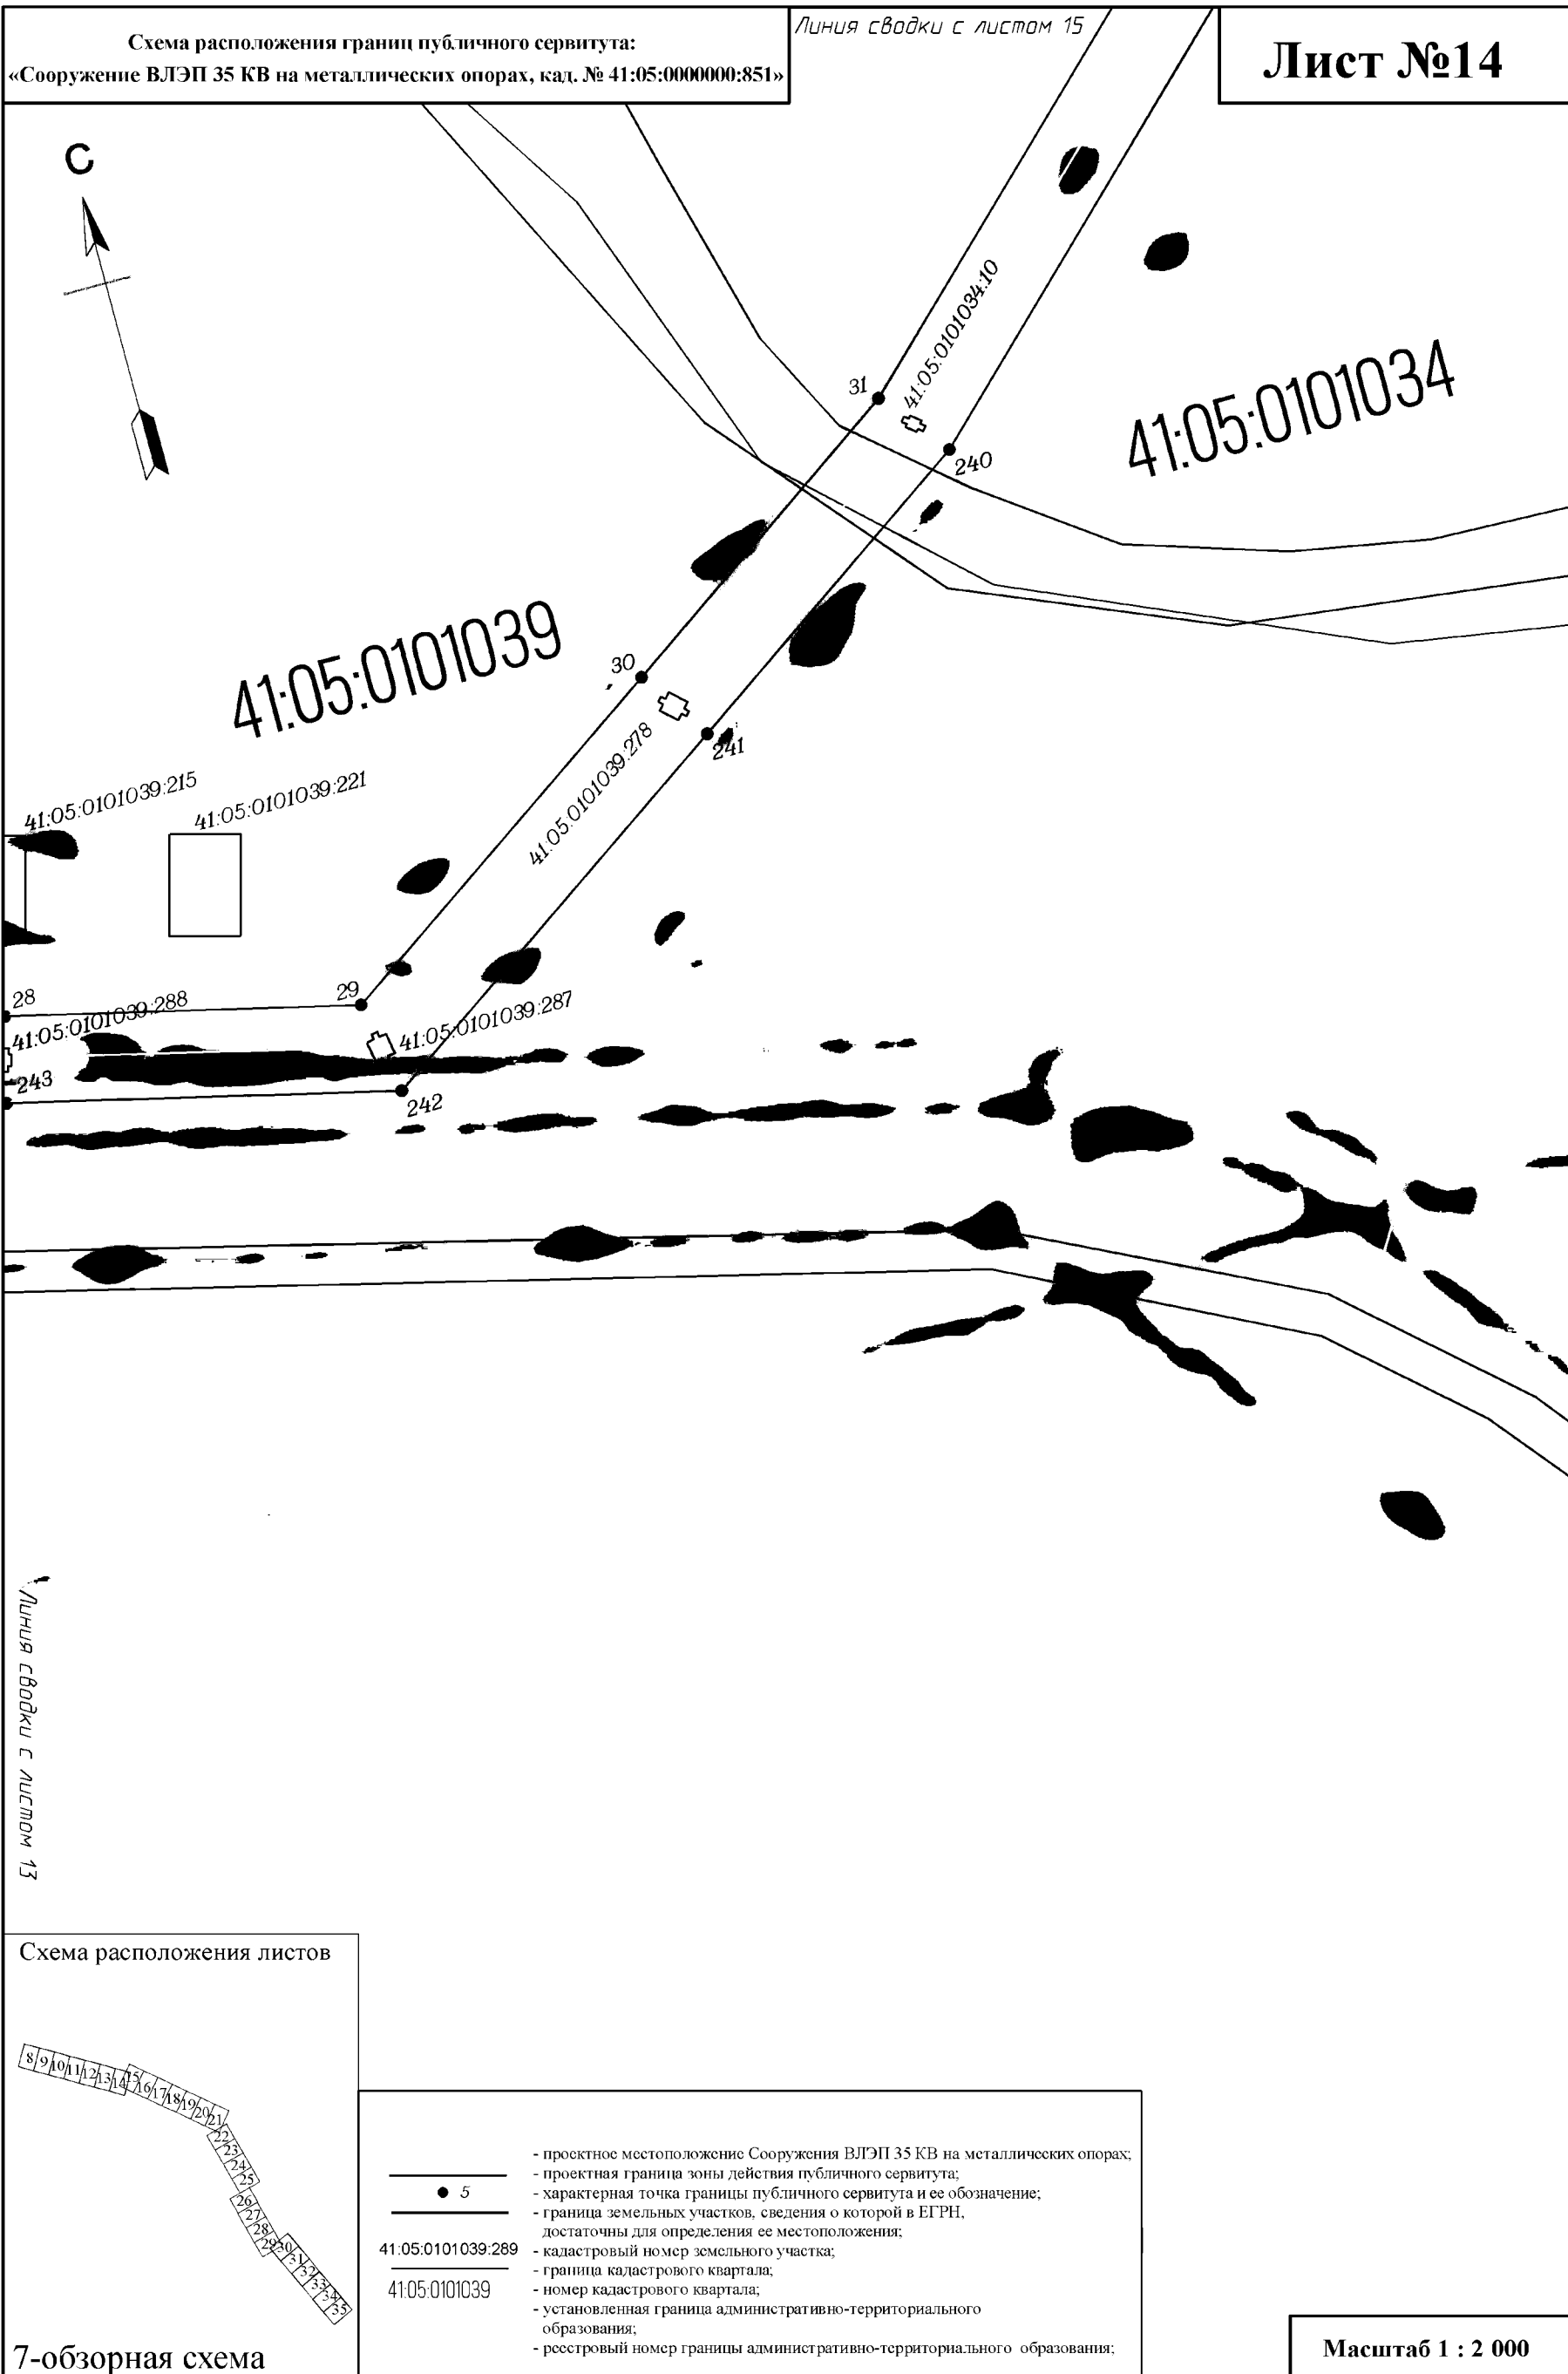 Схема расположения границ публичного сервитута:
«Сооружение ВЛЭП 35 КВ на металлических опорах, кад. № 41:05:0000000:851»
Линия сводки с листом 15
Лист №14
С
41:05:0101034:10
31
240
41:05:0101034
41:05:0101039
30
241
41:05:0101039:278
41:05:0101039:215
41:05:0101039:221
28
29
41:05:0101039:288
41:05:0101039:287
243
242
Линия сводки с листом 13
Схема расположения листов
8 9 10 11 12 13 14 15 16 17 18 19 20 21
22
23
24
25
26
27
28
29 30
31
32
33
34
35
7-обзорная схема
- проектное местоположение Сооружения ВЛЭП 35 КВ на металлических опорах;
- проектная граница зоны действия публичного сервитута;
5 - характерная точка границы публичного сервитута и ее обозначение;
- граница земельных участков, сведения о которой в ЕГРН,
достаточны для определения ее местоположения;
41:05:0101039:289 - кадастровый номер земельного участка;
- граница кадастрового квартала;
41:05:0101039 - номер кадастрового квартала;
- установленная граница административно-территориального
образования;
- реестровый номер границы административно-территориального образования;
Масштаб 1 : 2 000